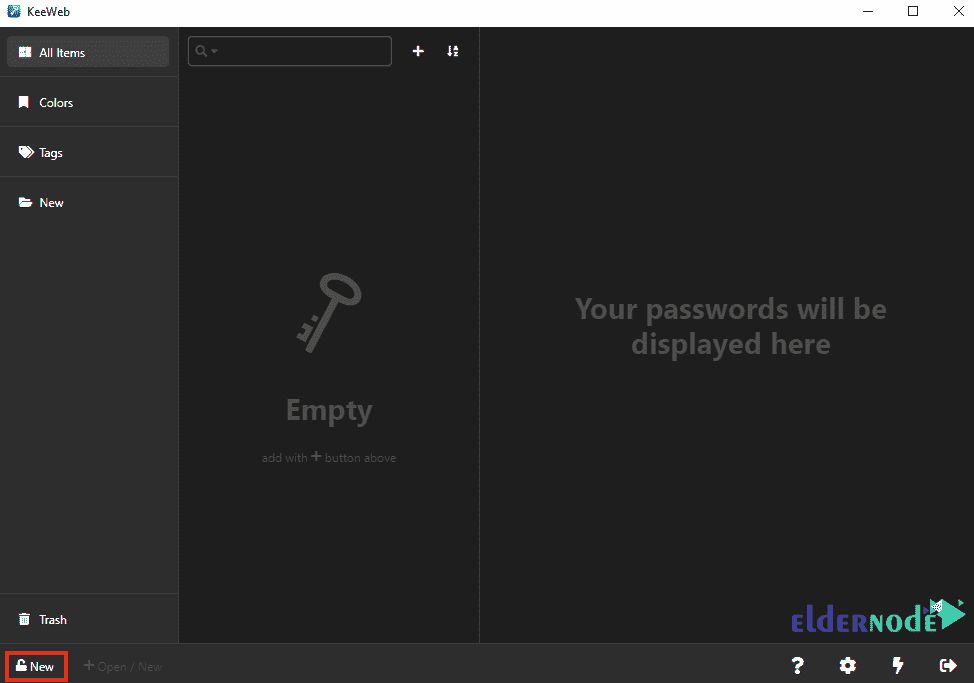 KeeWeb
All Items
Colors
Tags
New
Empty
add with + button above
Your passwords will be
displayed here
Trash
eldernode
New
+ Open / New
?